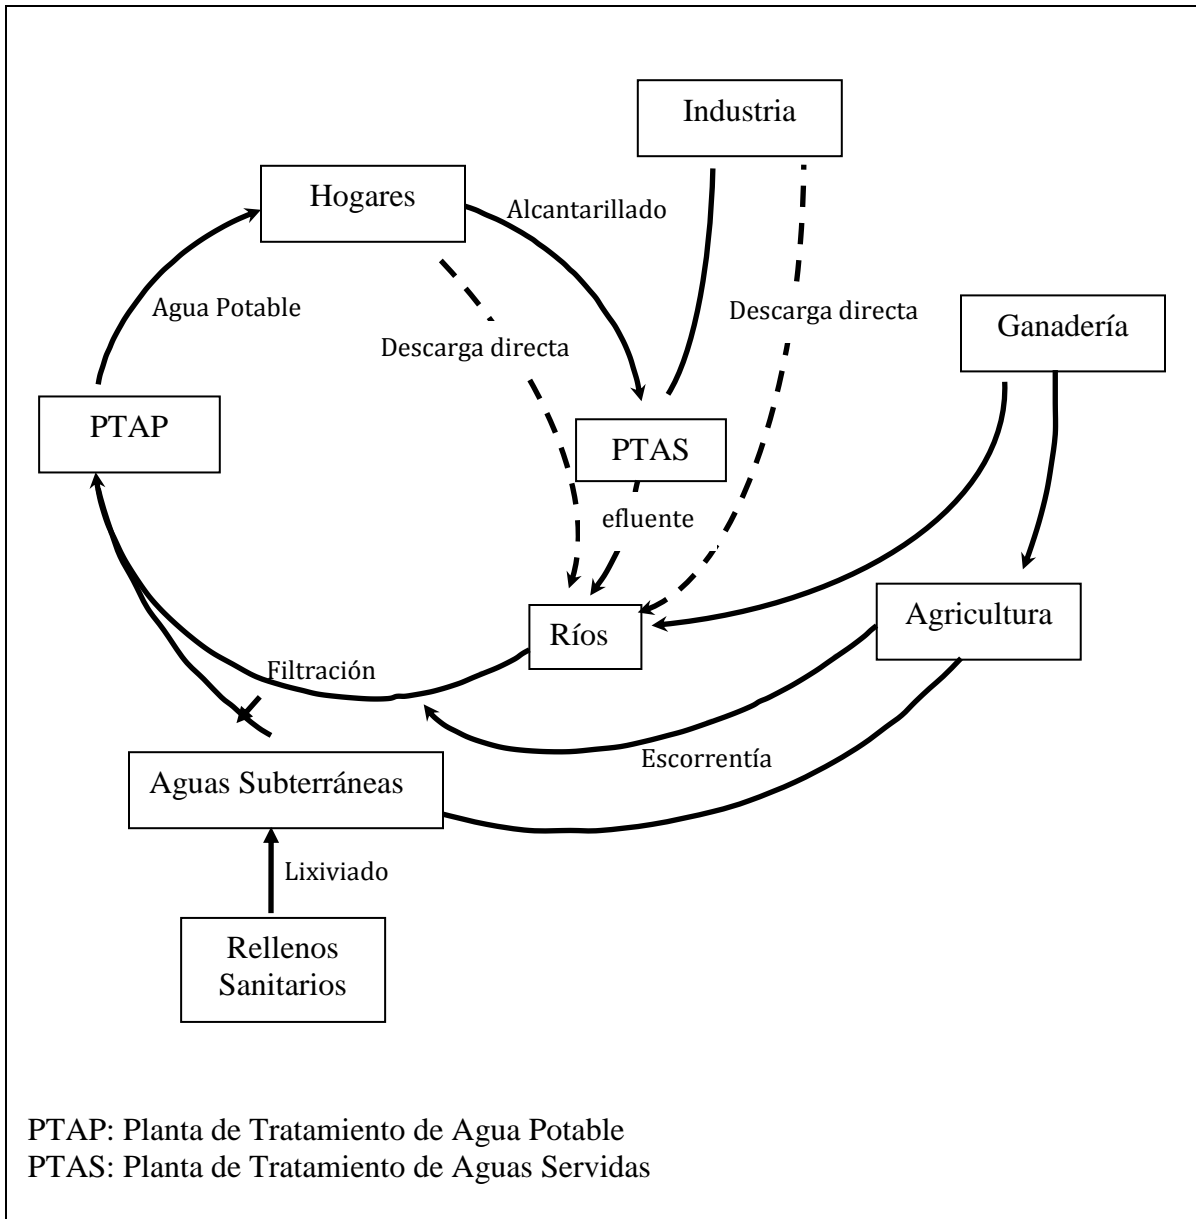 Industria
Hogares
Alcantarillado
Agua Potable
Descarga directa
Descarga directa
Ganadería
PTAP
PTAS
efluente
Ríos
Agricultura
Filtración
Escorrentía
Aguas Subterráneas
Lixiviado
Rellenos
Sanitarios
PTAP: Planta de Tratamiento de Agua Potable
PTAS: Planta de Tratamiento de Aguas Servidas